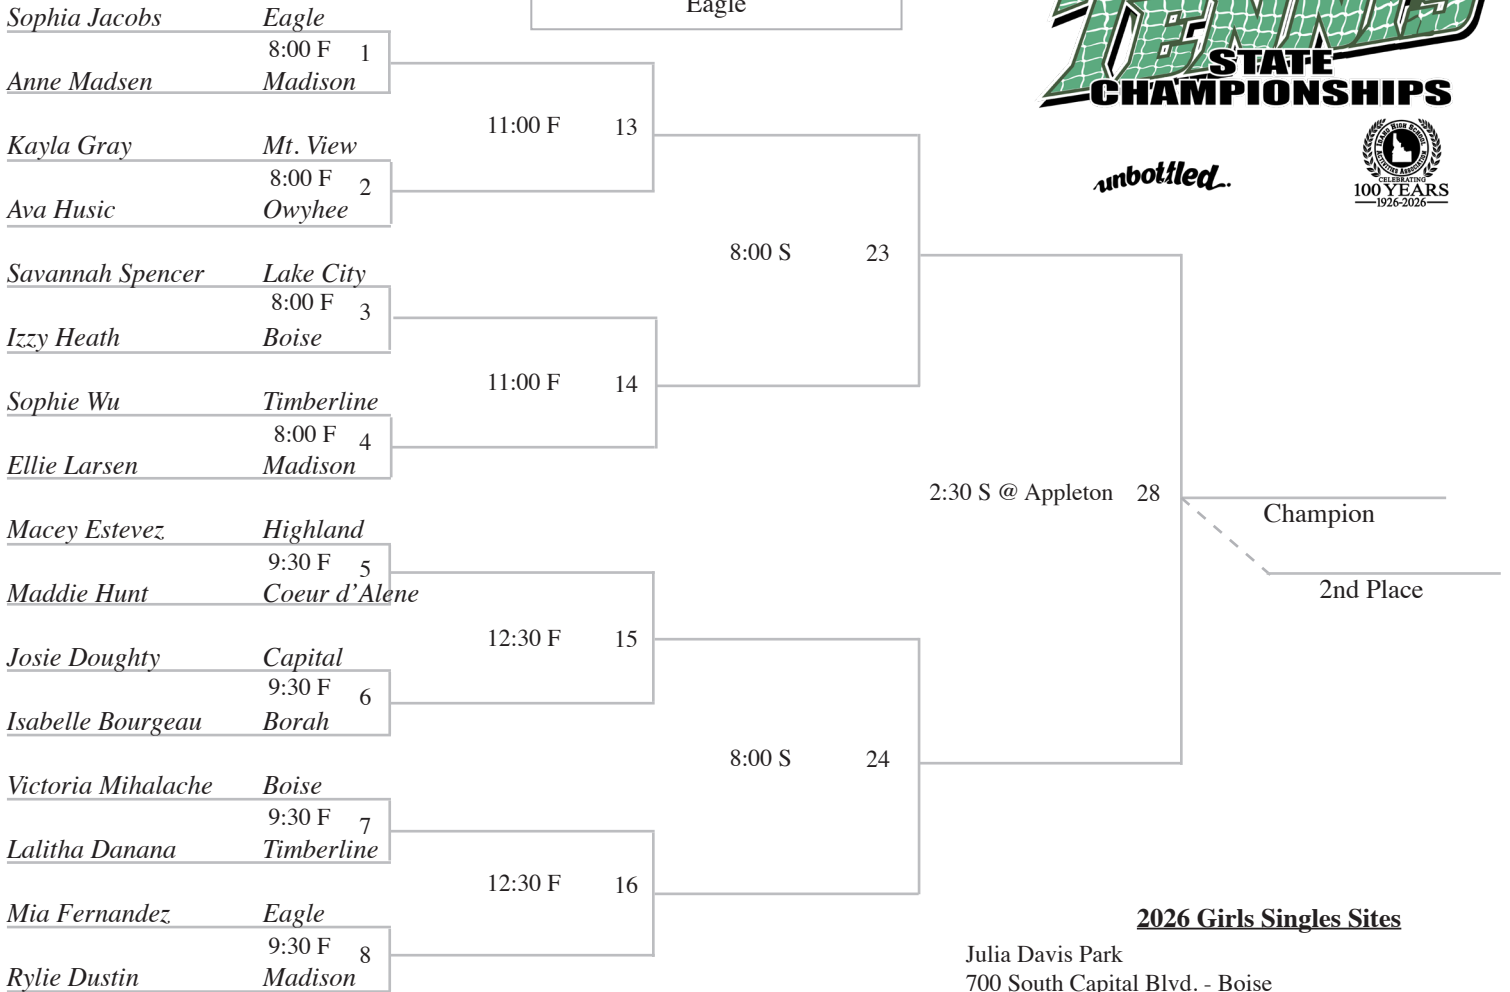 Eagle
TENNIS
STATE
CHAMPIONSHIPS
unbottled.
IDAHO HIGH SCHOOL
ACTIVITIES ASSOCIATION
CELEBRATING
100 YEARS
1926-2026
Sophia Jacobs Eagle
8:00 F 1
Anne Madsen Madison
11:00 F 13
Kayla Gray Mt. View
8:00 F 2
Ava Husic Owyhee
8:00 S 23
Savannah Spencer Lake City
8:00 F 3
Izzy Heath Boise
11:00 F 14
Sophie Wu Timberline
8:00 F 4
Ellie Larsen Madison
2:30 S @ Appleton 28
Champion
2nd Place
Macey Estevez Highland
9:30 F 5
Maddie Hunt Coeur d’Alene
12:30 F 15
Josie Doughty Capital
9:30 F 6
Isabelle Bourgeau Borah
8:00 S 24
Victoria Mihalache Boise
9:30 F 7
Lalitha Danana Timberline
12:30 F 16
Mia Fernandez Eagle
9:30 F 8
Rylie Dustin Madison
2026 Girls Singles Sites
Julia Davis Park
700 South Capital Blvd. - Boise